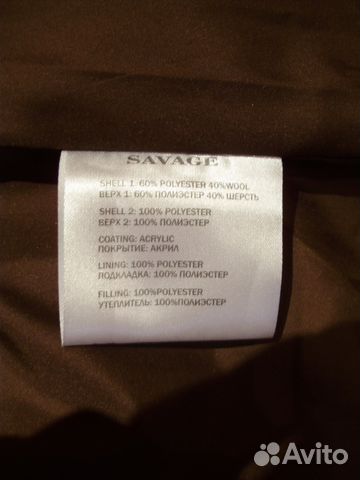 SAVAGE
SHELL 1: 60% POLYESTER 40%WOOL
ВЕРХ 1: 60% ПОЛИЭСТЕР 40% ШЕРСТЬ
SHELL 2: 100% POLYESTER
ВЕРХ 2: 100% ПОЛИЭСТЕР
COATING: ACRYLIC
ПОКРЫТИЕ: АКРИЛ
LINING: 100% POLYESTER
ПОДКЛАДКА: 100% ПОЛИЭСТЕР
FILLING: 100%POLYESTER
УТЕПЛИТЕЛЬ: 100%ПОЛИЭСТЕР
Avito